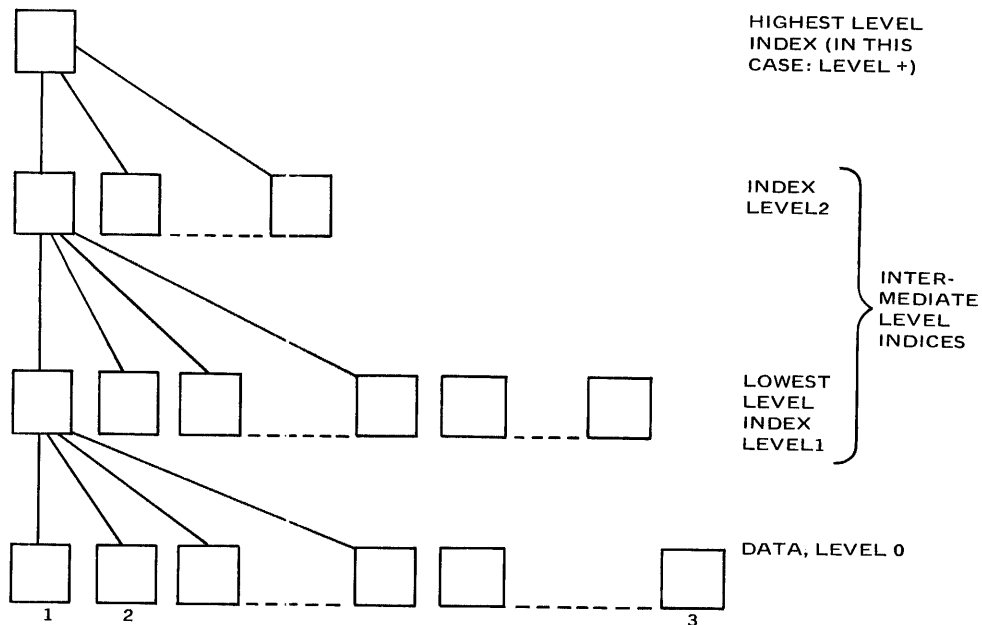 HIGHEST LEVEL
INDEX (IN THIS
CASE: LEVEL +)
INDEX
LEVEL2
INTER-
MEDIATE
LEVEL
INDICES
LOWEST
LEVEL
INDEX
LEVEL1
DATA, LEVEL 0
1
2
3